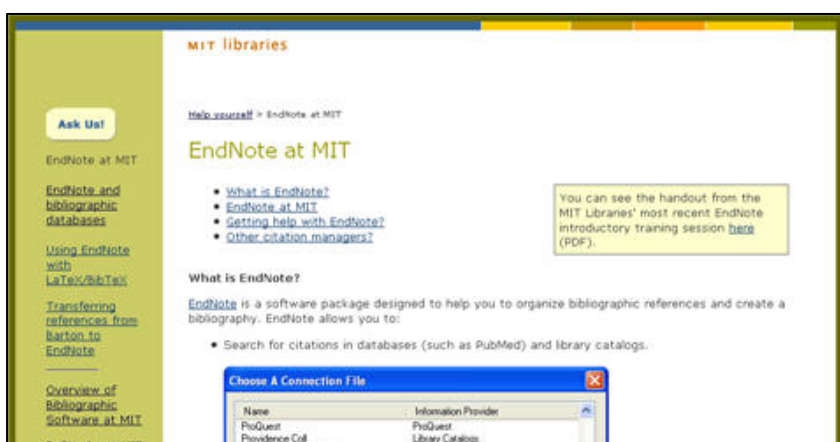 MIT libraries
Help yourself > EndNote at MIT
Ask Us!
EndNote at MIT
EndNote and
bibliographic
databases
Using EndNote
with
LaTeX/BibTeX
Transferring
references from
Barton to
EndNote
Overview of
Bibliographic
Software at MIT
EndNote at MIT
• What is EndNote?
• EndNote at MIT
• Getting help with EndNote?
• Other citation managers?
You can see the handout from the
MIT Libraries' most recent EndNote
introductory training session here
(PDF).
What is EndNote?
EndNote is a software package designed to help you to organize bibliographic references and create a
bibliography. EndNote allows you to:
• Search for citations in databases (such as PubMed) and library catalogs.
Choose A Connection File
Name Information Provider
ProQuest ProQuest
Providence Coll Library Catalogs